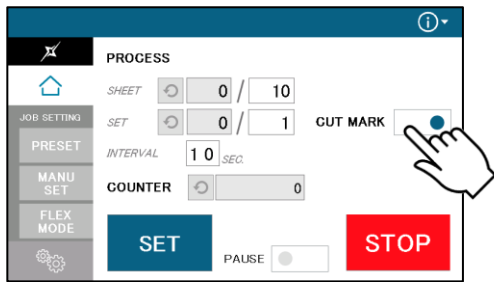 PROCESS
SHEET 0 / 10
JOB SETTING
SET 0 / 1 CUT MARK
PRESET
INTERVAL 10 SEC.
MANU
SET
COUNTER 0
FLEX
MODE
SET
PAUSE
STOP